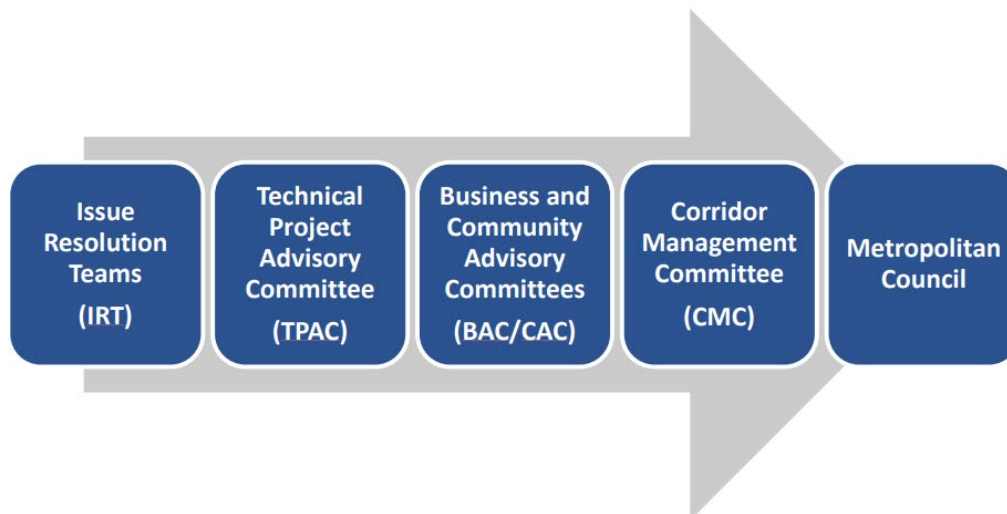 Issue
Resolution
Teams
(IRT)
Technical
Project
Advisory
Committee
(TPAC)
Business and
Community
Advisory
Committees
(BAC/CAC)
Corridor
Management
Committee
(CMC)
Metropolitan
Council